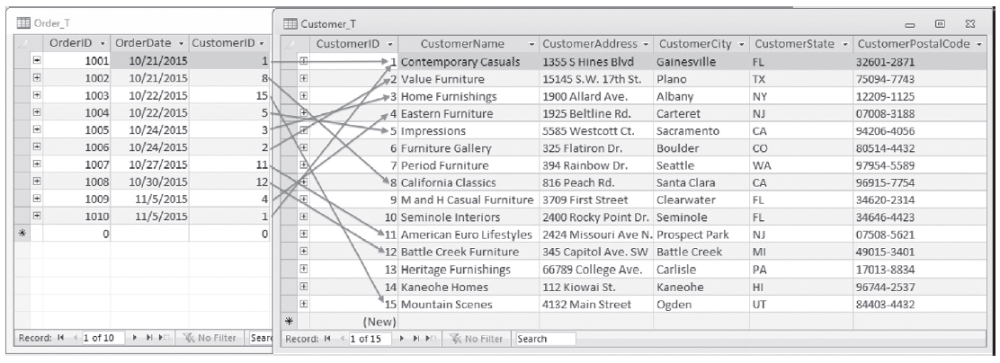 Order_T
OrderID OrderDate CustomerID
1001 10/21/2015 1
1002 10/21/2015 8
1003 10/22/2015 15
1004 10/22/2015 5
1005 10/24/2015 3
1006 10/24/2015 2
1007 10/27/2015 11
1008 10/30/2015 12
1009 11/5/2015 4
1010 11/5/2015 1
0 0
Record: 1 of 10 No Filter Sear
Customer_T
CustomerID CustomerName CustomerAddress CustomerCity CustomerState CustomerPostalCode
1 Contemporary Casuals 1355 S Hines Blvd Gainesville FL 32601-2871
2 Value Furniture 15145 S.W. 17th St. Plano TX 75094-7743
3 Home Furnishings 1900 Allard Ave. Albany NY 12209-1125
4 Eastern Furniture 1925 Beltline Rd. Carteret NJ 07008-3188
5 Impressions 5585 Westcott Ct. Sacramento CA 94206-4056
6 Furniture Gallery 325 Flatiron Dr. Boulder CO 80514-4432
7 Period Furniture 394 Rainbow Dr. Seattle WA 97954-5589
8 California Classics 816 Peach Rd. Santa Clara CA 96915-7754
9 M and H Casual Furniture 3709 First Street Clearwater FL 34620-2314
10 Seminole Interiors 2400 Rocky Point Dr. Seminole FL 34646-4423
11 American Euro Lifestyles 2424 Missouri Ave N. Prospect Park NJ 07508-5621
12 Battle Creek Furniture 345 Capitol Ave. SW Battle Creek MI 49015-3401
13 Heritage Furnishings 66789 College Ave. Carlisle PA 17013-8834
14 Kaneohe Homes 112 Kiowai St. Kaneohe HI 96744-2537
15 Mountain Scenes 4132 Main Street Ogden UT 84403-4432
(New)
Record: 1 of 15 No Filter Search